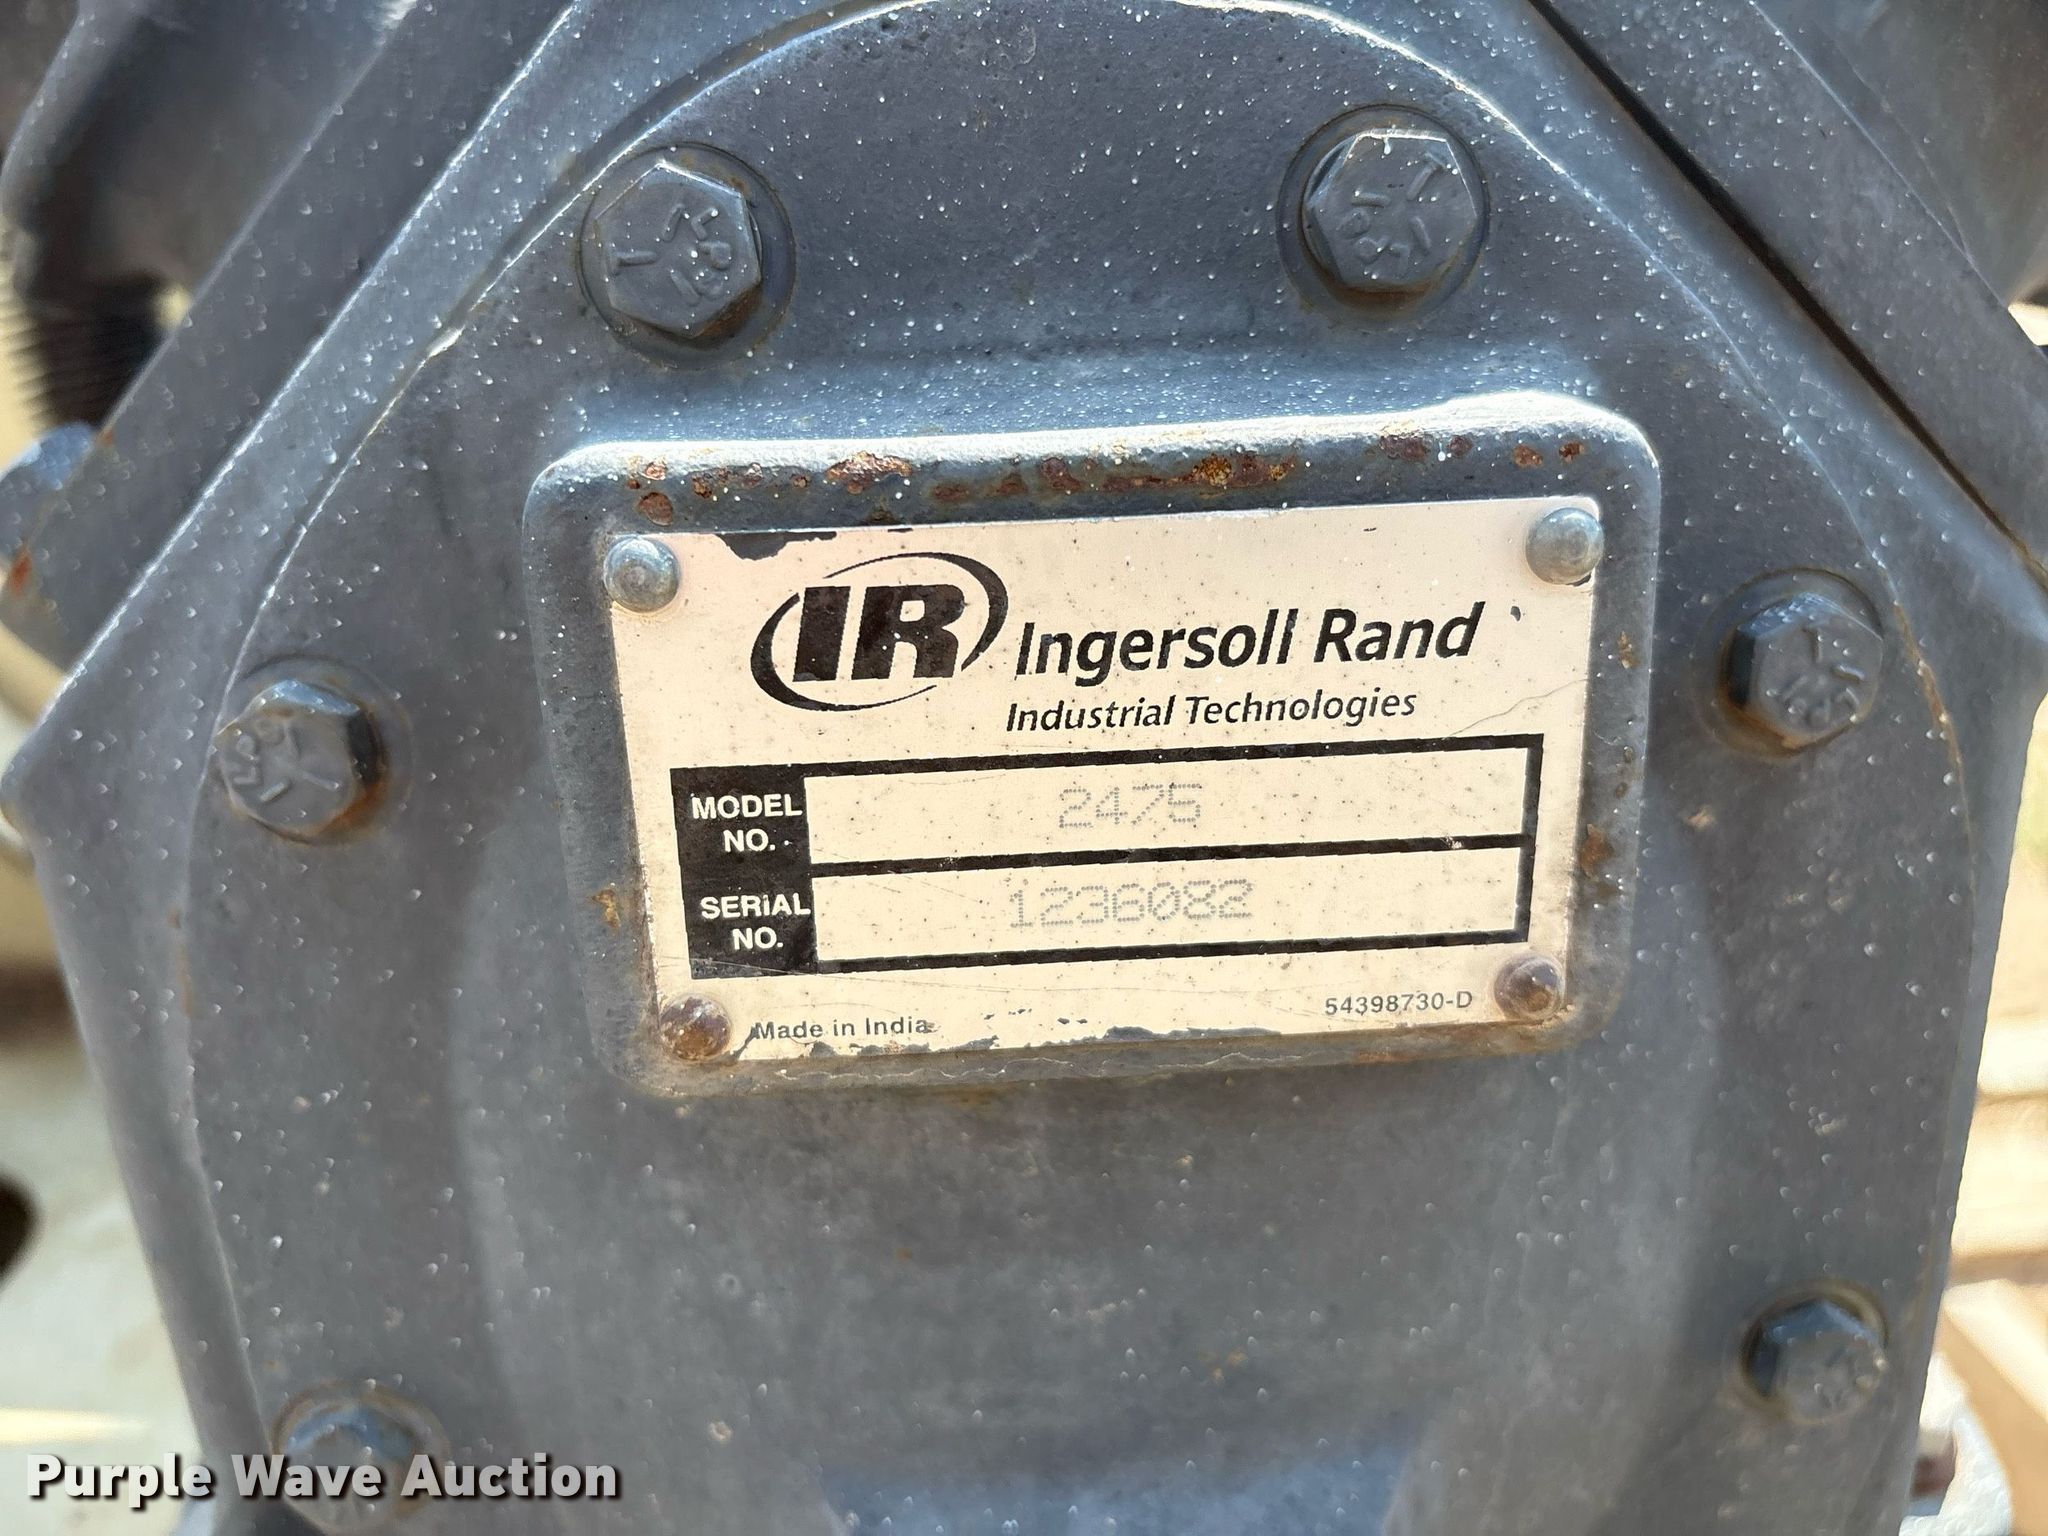 IR Ingersoll Rand
Industrial Technologies
MODEL NO. 2475
SERIAL NO. 1236082
Made in India
54398730-D
Purple Wave Auction